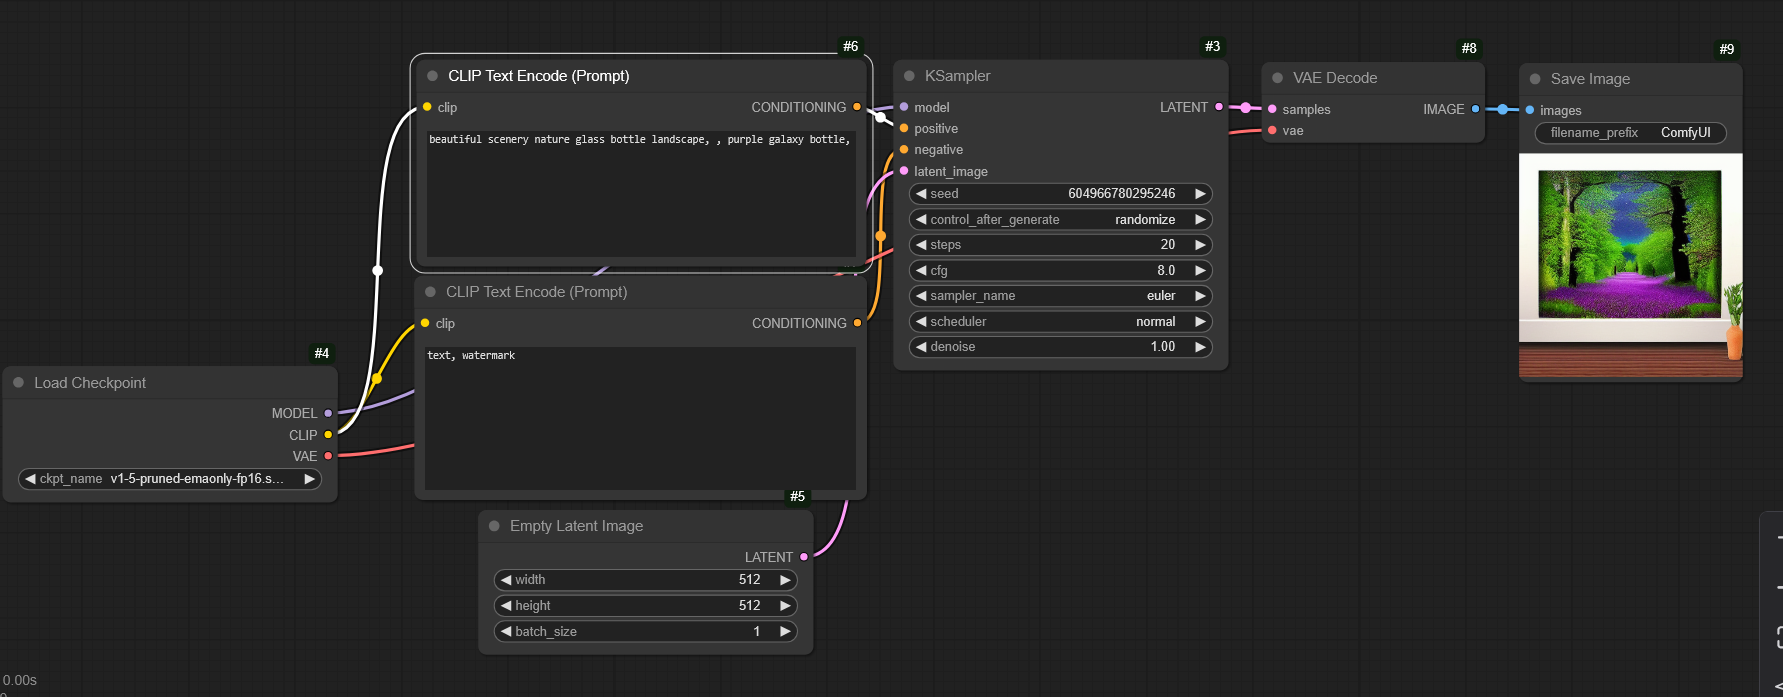 #6
CLIP Text Encode (Prompt)
clip
CONDITIONING
beautiful scenery nature glass bottle landscape, , purple galaxy bottle,
CLIP Text Encode (Prompt)
clip
CONDITIONING
text, watermark
#4
Load Checkpoint
MODEL
CLIP
VAE
ckpt_name v1-5-pruned-emaonly-fp16.s...
#5
Empty Latent Image
LATENT
width 512
height 512
batch_size 1
#3
KSampler
model
LATENT
positive
negative
latent_image
seed 604966780295246
control_after_generate randomize
steps 20
cfg 8.0
sampler_name euler
scheduler normal
denoise 1.00
#8
VAE Decode
samples
IMAGE
vae
#9
Save Image
images
filename_prefix ComfyUI
0.00s